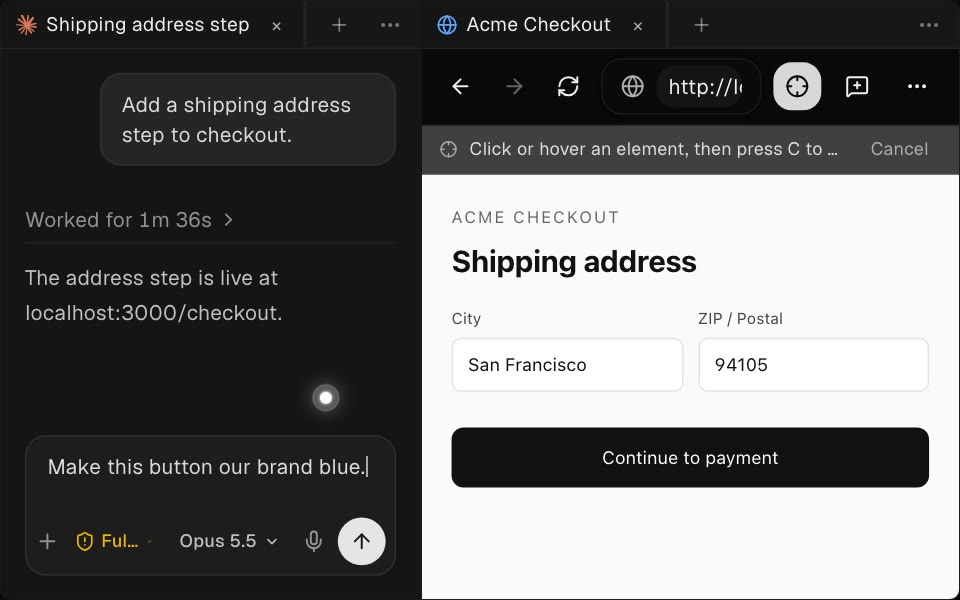 Shipping address step
Acme Checkout
http://lo
Add a shipping address
step to checkout.
Click or hover an element, then press C to ...
Cancel
Worked for 1m 36s
The address step is live at
localhost:3000/checkout.
ACME CHECKOUT
Shipping address
City
ZIP / Postal
San Francisco
94105
Continue to payment
Make this button our brand blue.
Ful...
Opus 5.5